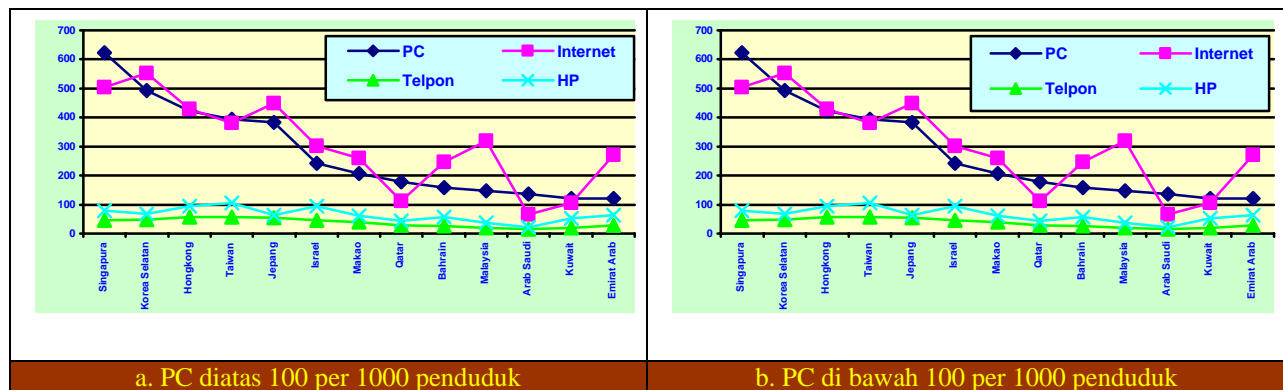 700
600
500
400
300
200
100
0
PC Internet
Telpon HP
Singapura
Korea Selatan
Hongkong
Taiwan
Jepang
Israel
Makao
Qatar
Bahrain
Malaysia
Arab Saudi
Kuwait
Emirat Arab
a. PC diatas 100 per 1000 penduduk
700
600
500
400
300
200
100
0
PC Internet
Telpon HP
Singapura
Korea Selatan
Hongkong
Taiwan
Jepang
Israel
Makao
Qatar
Bahrain
Malaysia
Arab Saudi
Kuwait
Emirat Arab
b. PC di bawah 100 per 1000 penduduk